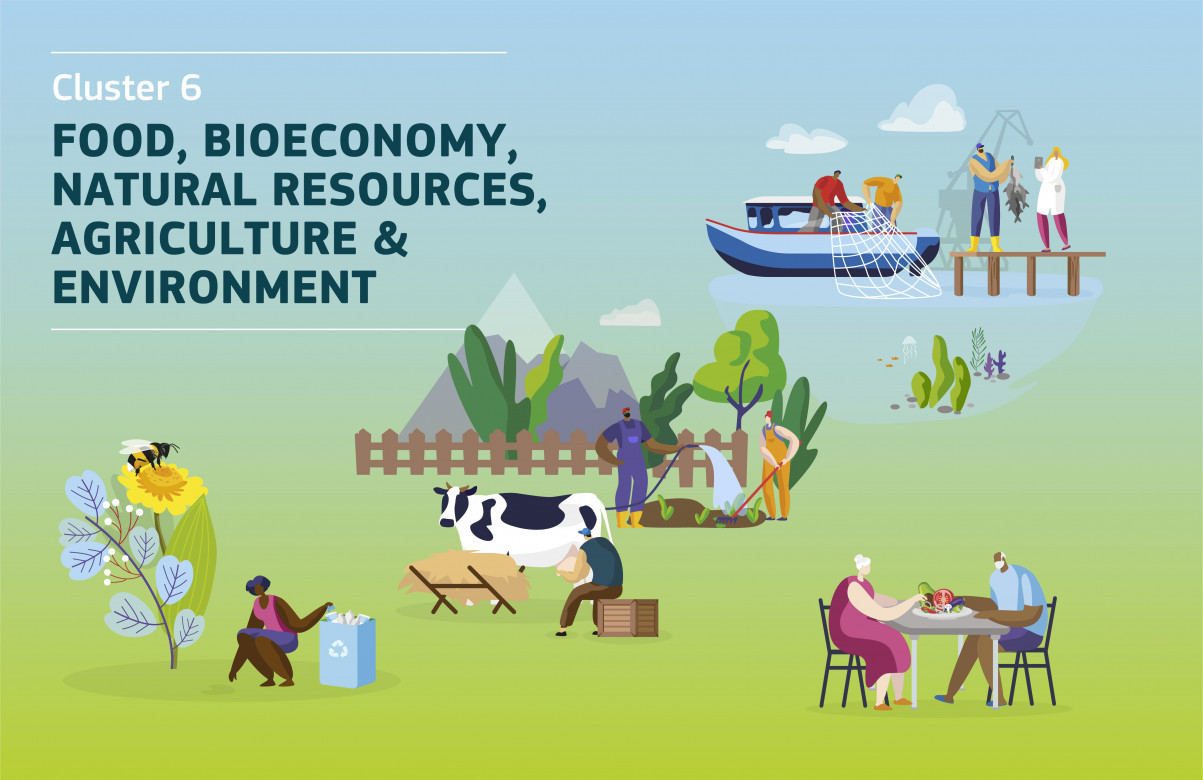 Cluster 6
FOOD, BIOECONOMY,
NATURAL RESOURCES,
AGRICULTURE &
ENVIRONMENT